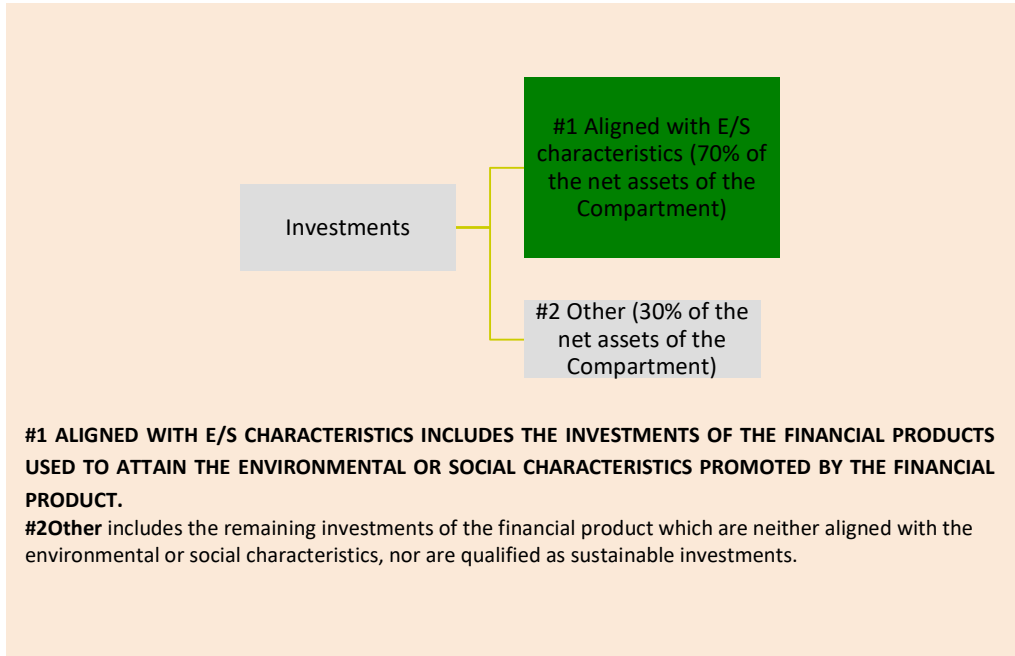 #1 Aligned with E/S
characteristics (70% of
the net assets of the
Compartment)
Investments
#2 Other (30% of the
net assets of the
Compartment)
#1 ALIGNED WITH E/S CHARACTERISTICS INCLUDES THE INVESTMENTS OF THE FINANCIAL PRODUCTS
USED TO ATTAIN THE ENVIRONMENTAL OR SOCIAL CHARACTERISTICS PROMOTED BY THE FINANCIAL
PRODUCT.
#2Other includes the remaining investments of the financial product which are neither aligned with the
environmental or social characteristics, nor are qualified as sustainable investments.